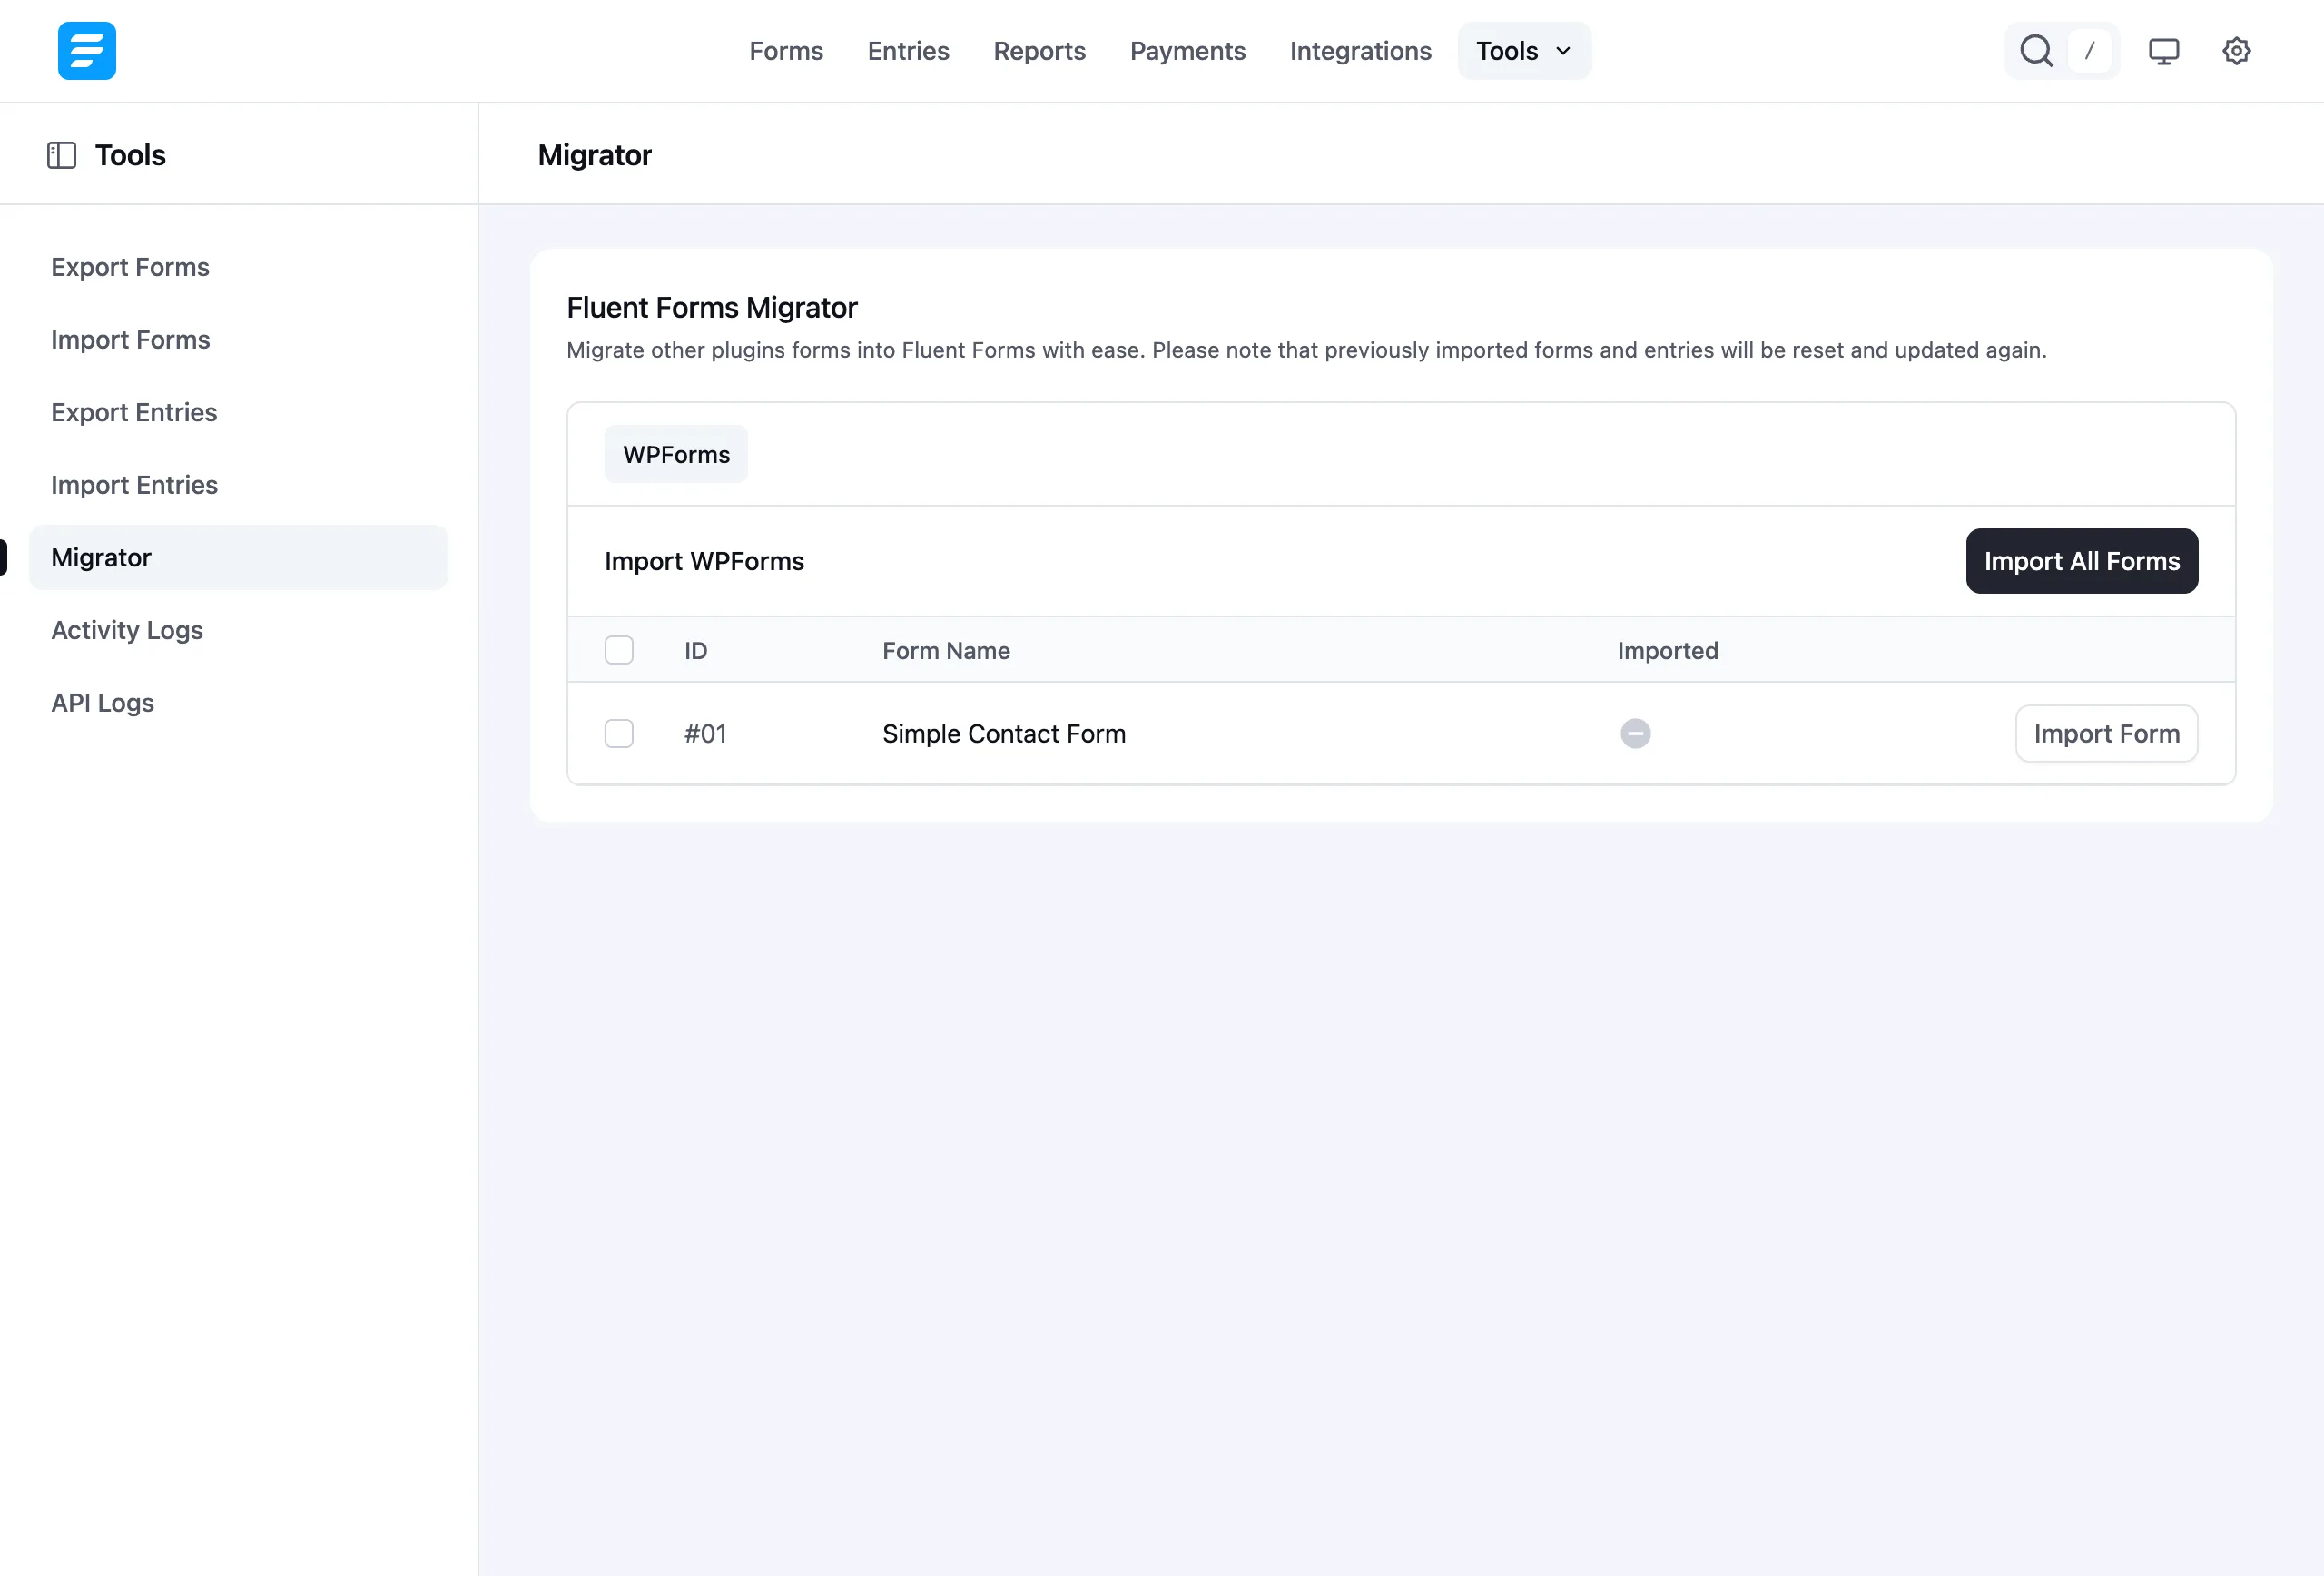 Forms Entries Reports Payments Integrations Tools /
Tools
Migrator
Export Forms
Import Forms
Export Entries
Import Entries
Migrator
Activity Logs
API Logs
Fluent Forms Migrator
Migrate other plugins forms into Fluent Forms with ease. Please note that previously imported forms and entries will be reset and updated again.
WPForms
Import WPForms Import All Forms
ID Form Name Imported
#01 Simple Contact Form Import Form